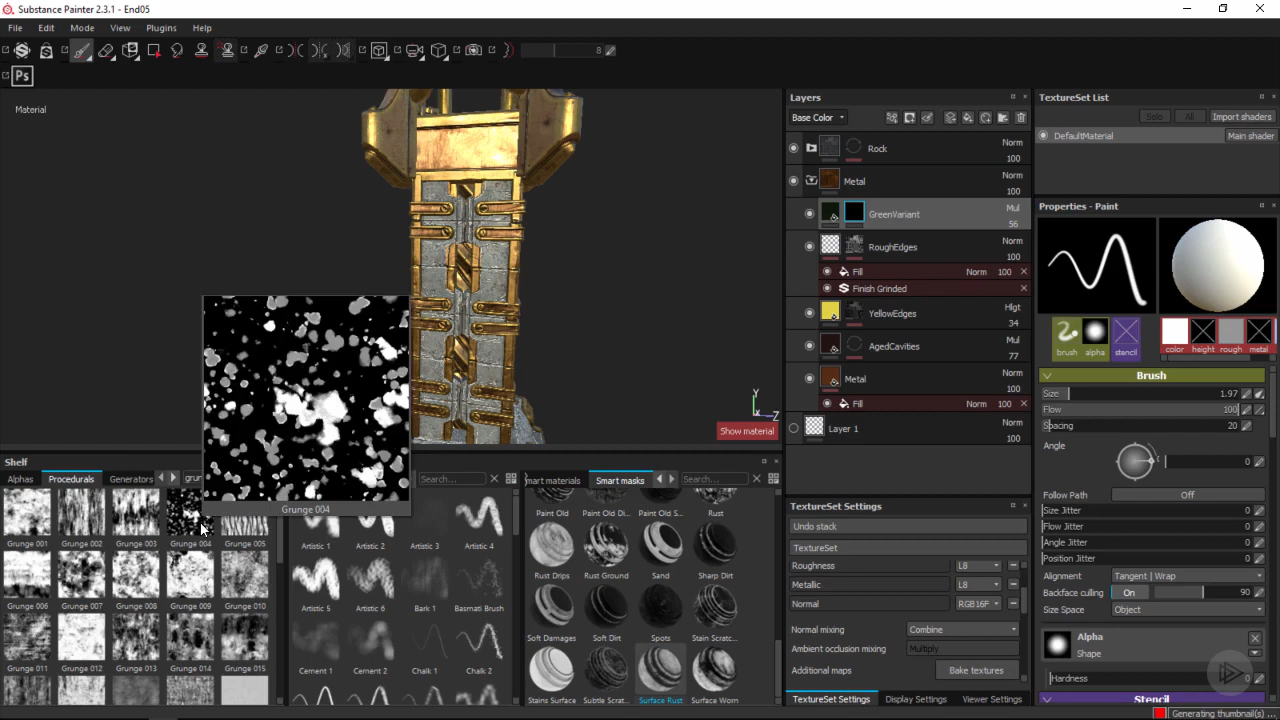 Substance Painter 2.3.1 - End05
File Edit Mode View Plugins Help
8
Ps
Material
Y
Z
Show material
Layers
Base Color
Rock Norm 100
Metal Norm 100
GreenVariant Mul 56
RoughEdges Norm 100
Fill Norm 100
Finish Grinded
YellowEdges Hlgt 34
AgedCavities Mul 77
Metal Norm 100
Fill Norm 100
Layer 1 Norm 100
TextureSet List
Solo All Import shaders
DefaultMaterial Main shader
Properties - Paint
brush alpha stencil color height rough metal
Brush
Size 1.97
Flow 100
Spacing 20
Angle 0
Follow Path Off
Size Jitter 0
Flow Jitter 0
Angle Jitter 0
Position Jitter 0
Alignment Tangent | Wrap
Backface culling On 90
Size Space Object
Alpha
Shape
Hardness
Stencil
TextureSet Settings
Undo stack
TextureSet
Roughness L8
Metallic L8
Normal RGB16F
Normal mixing Combine
Ambient occlusion mixing Multiply
Additional maps Bake textures
TextureSet Settings Display Settings Viewer Settings
Generating thumbnail(s) ...
Shelf
Alphas Procedurals Generators grun
Grunge 004
Grunge 001 Grunge 002 Grunge 003 Grunge 004 Grunge 005
Grunge 006 Grunge 007 Grunge 008 Grunge 009 Grunge 010
Grunge 011 Grunge 012 Grunge 013 Grunge 014 Grunge 015
Search...
Artistic 1 Artistic 2 Artistic 3 Artistic 4
Artistic 5 Artistic 6 Bark 1 Basmati Brush
Cement 1 Cement 2 Chalk 1 Chalk 2
mart materials Smart masks Search...
Paint Old Paint Old Di... Paint Rust
Rust Drips Rust Ground Sand Sharp Dirt
Soft Damages Soft Dirt Spots Stain Scratc...
Stains Surface Subtle Scrat... Surface Rust Surface Worn